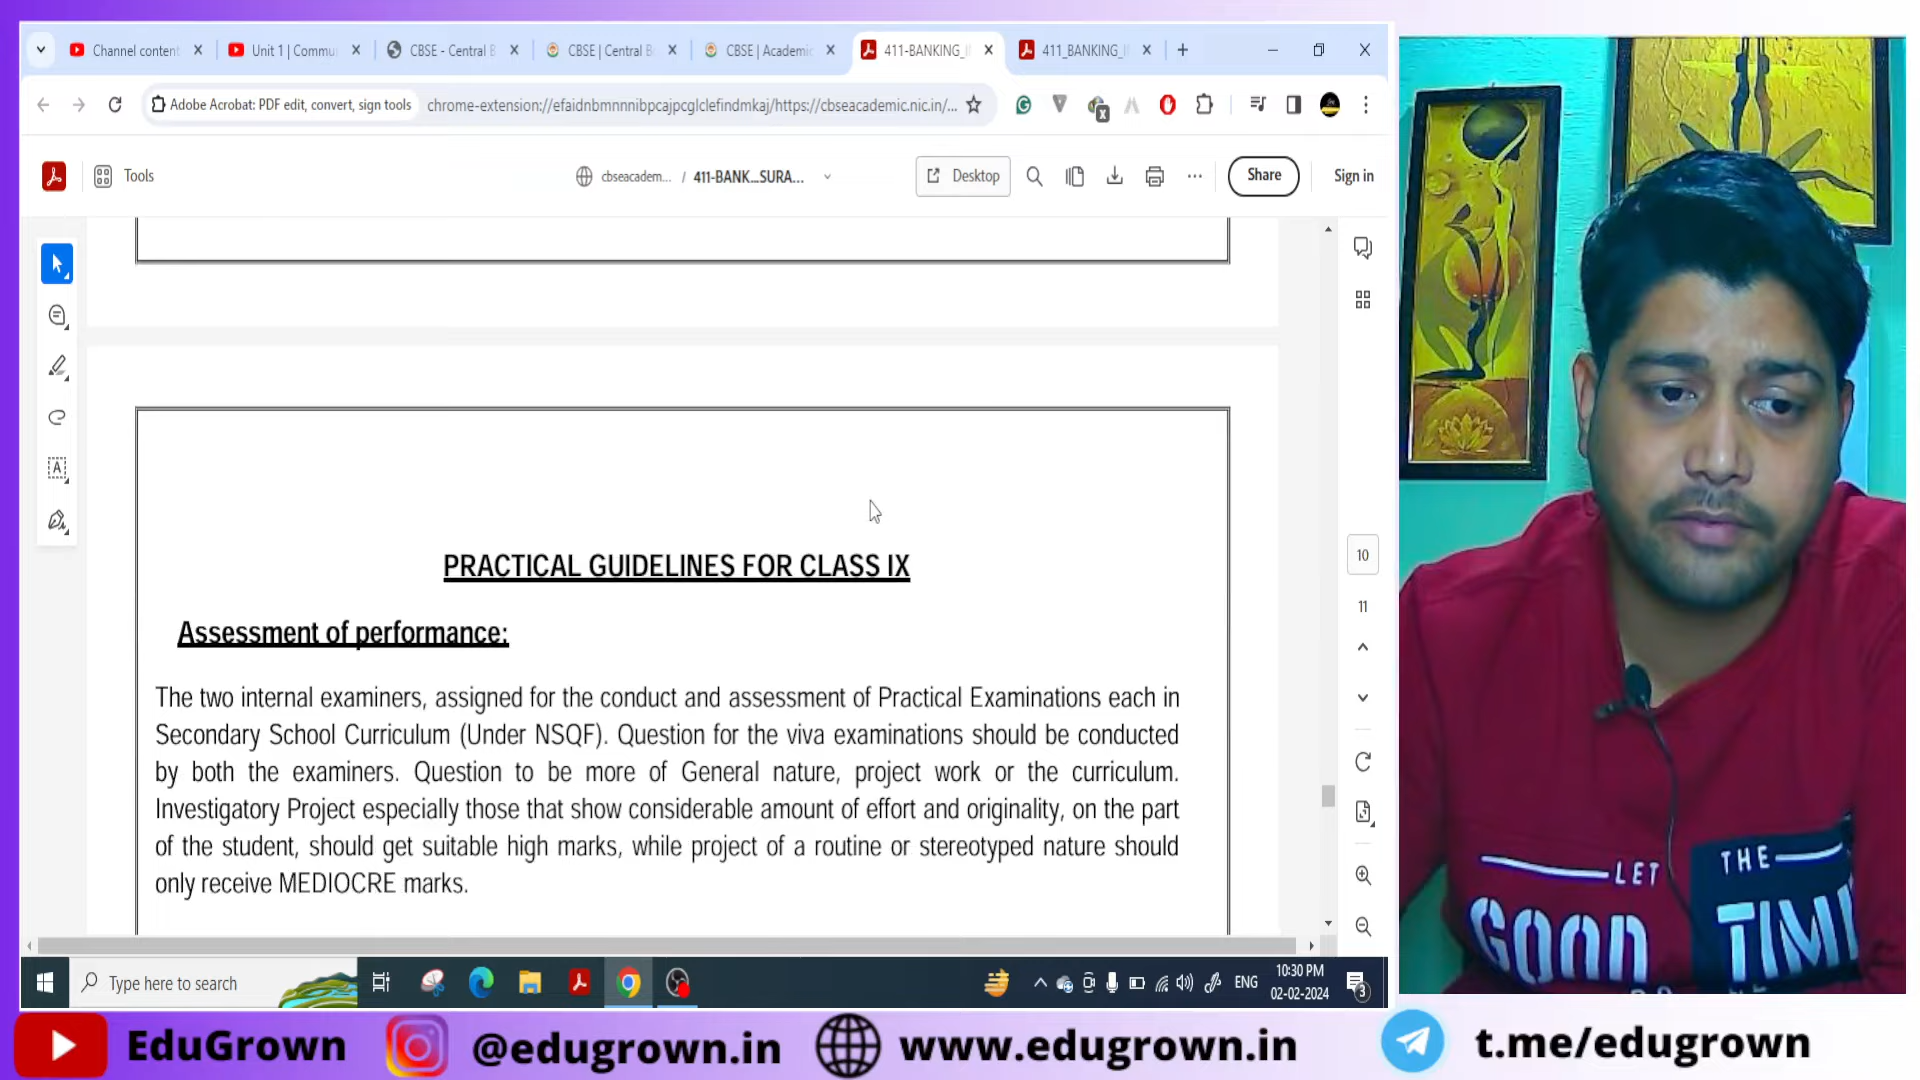 Channel content
Unit 1 | Commu
CBSE - Central B
CBSE | Central B
CBSE | Academic
411-BANKING_I
411_BANKING_I
Adobe Acrobat: PDF edit, convert, sign tools
chrome-extension://efaidnbmnnnibpcajpcglclefindmkaj/https://cbseacademic.nic.in/...
Tools
cbseacadem... / 411-BANK...SURA...
Desktop
Share
Sign in
10
11
PRACTICAL GUIDELINES FOR CLASS IX
Assessment of performance:
The two internal examiners, assigned for the conduct and assessment of Practical Examinations each in
Secondary School Curriculum (Under NSQF). Question for the viva examinations should be conducted
by both the examiners. Question to be more of General nature, project work or the curriculum.
Investigatory Project especially those that show considerable amount of effort and originality, on the part
of the student, should get suitable high marks, while project of a routine or stereotyped nature should
only receive MEDIOCRE marks.
LET
THE
GOOD
TIM
Type here to search
ENG
10:30 PM
02-02-2024
3
EduGrown
@edugrown.in
www.edugrown.in
t.me/edugrown